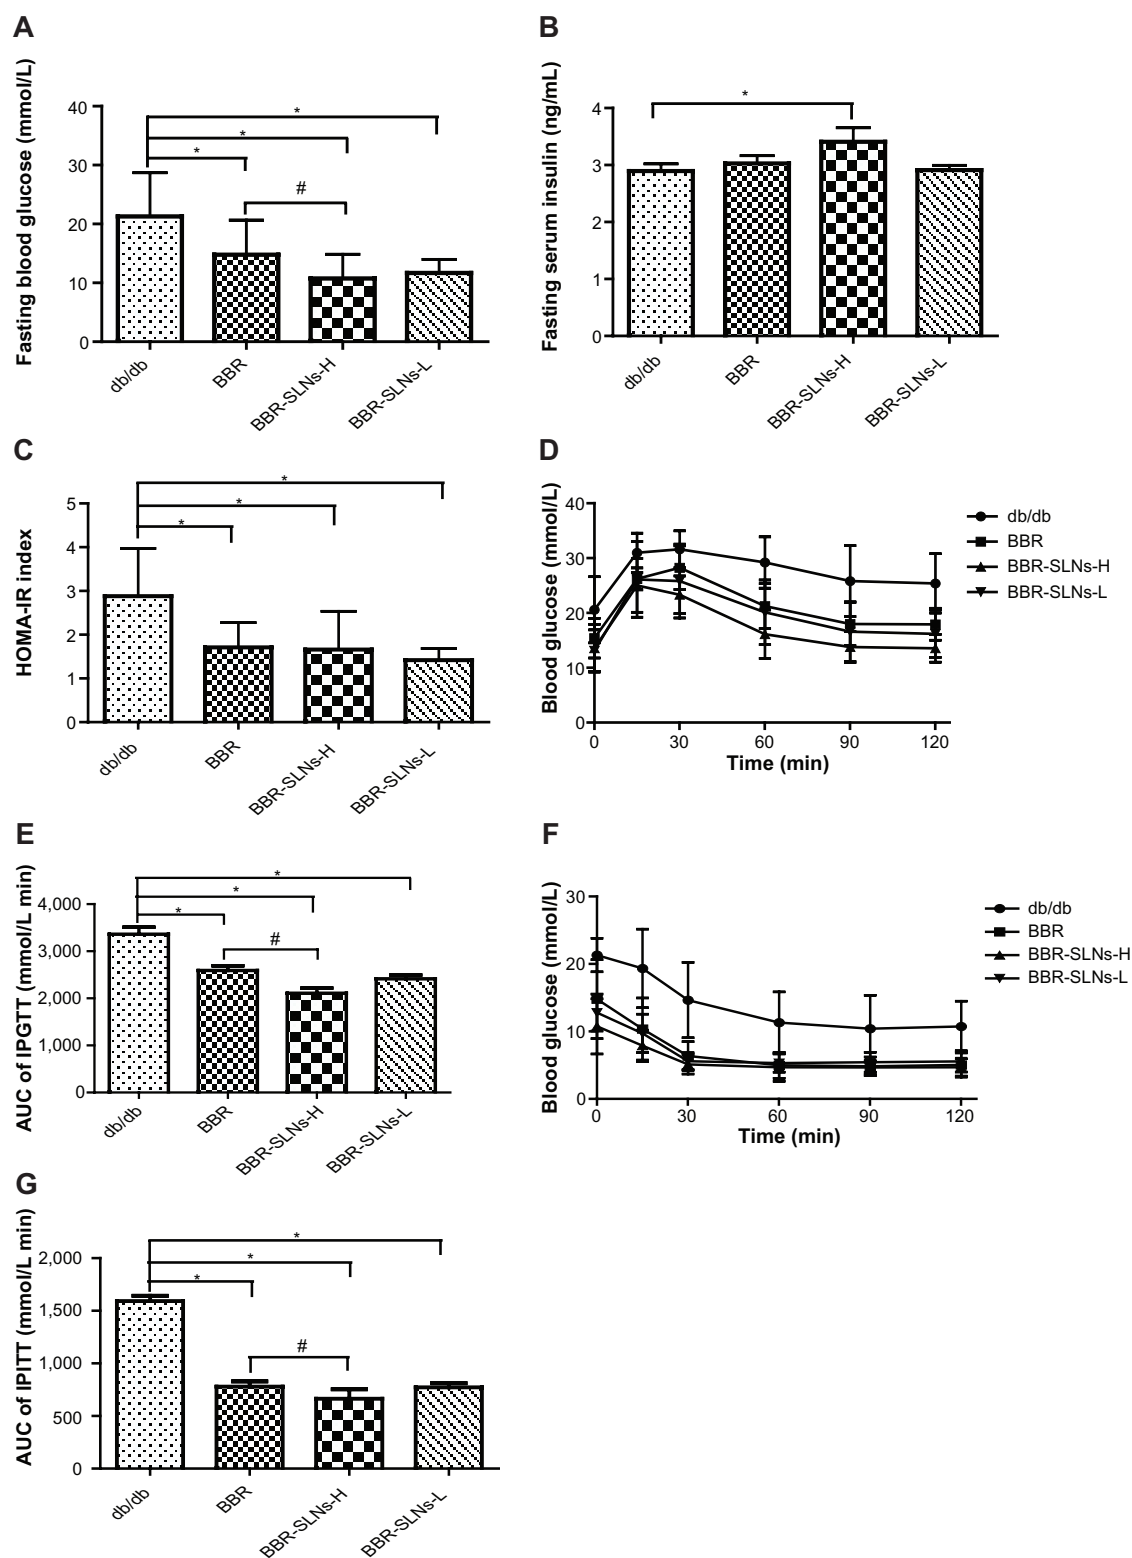 A
Fasting blood glucose (mmol/L)
40
30
20
10
0
*
*
*
#
db/db
BBR
BBR-SLNs-H
BBR-SLNs-L
B
Fasting serum insulin (ng/mL)
4
3
2
1
0
*
db/db
BBR
BBR-SLNs-H
BBR-SLNs-L
C
HOMA-IR index
5
4
3
2
1
0
*
*
*
db/db
BBR
BBR-SLNs-H
BBR-SLNs-L
D
Blood glucose (mmol/L)
40
30
20
10
0
0 30 60 90 120
Time (min)
db/db
BBR
BBR-SLNs-H
BBR-SLNs-L
E
AUC of IPGTT (mmol/L min)
4,000
3,000
2,000
1,000
0
*
*
*
#
db/db
BBR
BBR-SLNs-H
BBR-SLNs-L
F
Blood glucose (mmol/L)
30
20
10
0
0 30 60 90 120
Time (min)
db/db
BBR
BBR-SLNs-H
BBR-SLNs-L
G
AUC of IPITT (mmol/L min)
2,000
1,500
1,000
500
0
*
*
*
#
db/db
BBR
BBR-SLNs-H
BBR-SLNs-L